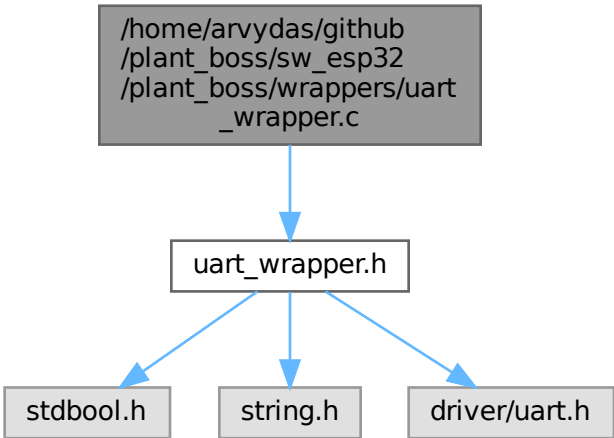 /home/arvydas/github
/plant_boss/sw_esp32
/plant_boss/wrappers/uart
_wrapper.c
uart_wrapper.h
stdbool.h
string.h
driver/uart.h